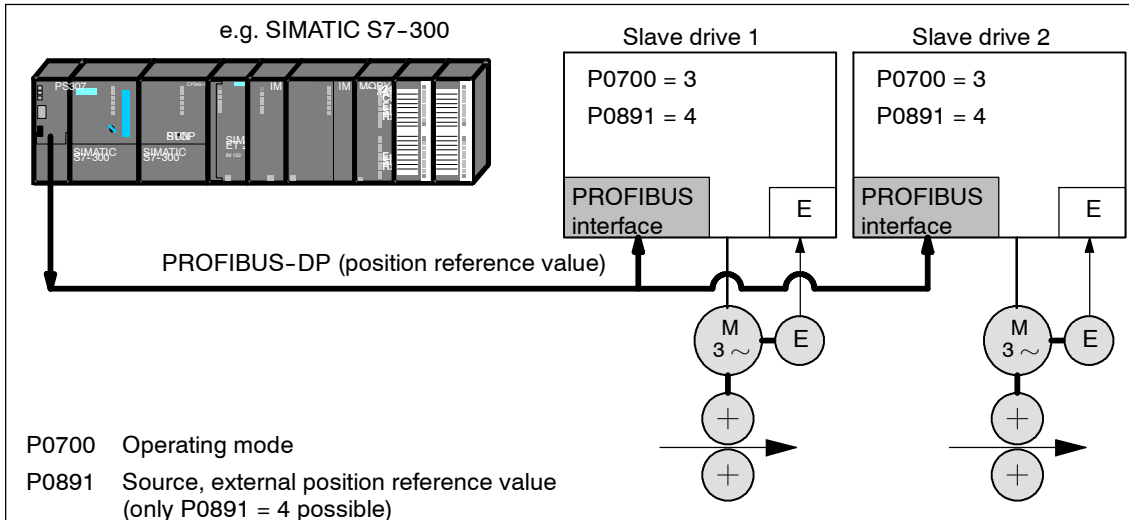 e.g. SIMATIC S7-300
Slave drive 1
Slave drive 2
P0700 = 3
P0891 = 4
P0700 = 3
P0891 = 4
PS307
IM
IM
SIMATIC
S7-300
SIMATIC
S7-300
PROFIBUS
interface
E
PROFIBUS
interface
E
PROFIBUS-DP (position reference value)
M
3 ~
E
M
3 ~
E
+
+
+
+
P0700 Operating mode
P0891 Source, external position reference value
(only P0891 = 4 possible)